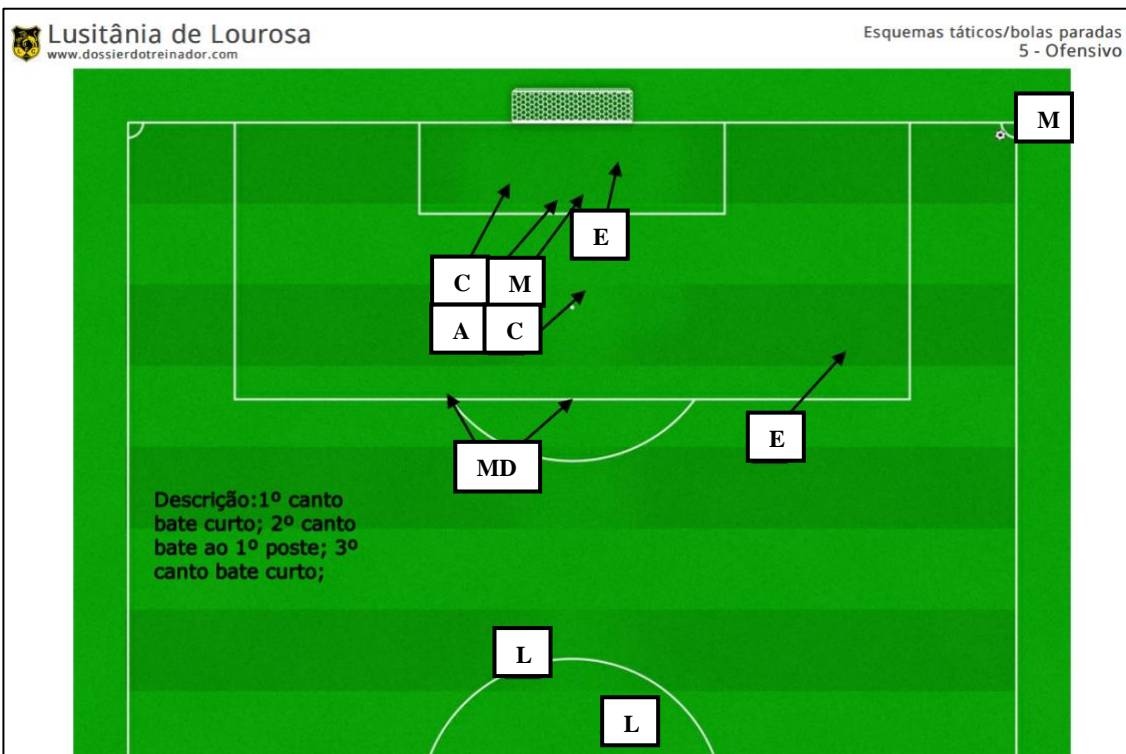 Lusitânia de Lourosa
www.dossierdotreinador.com
Esquemas táticos/bolas paradas
5 - Ofensivo
M
E
C M
A C
E
MD
Descrição:1º canto
bate curto; 2º canto
bate ao 1º poste; 3º
canto bate curto;
L
L